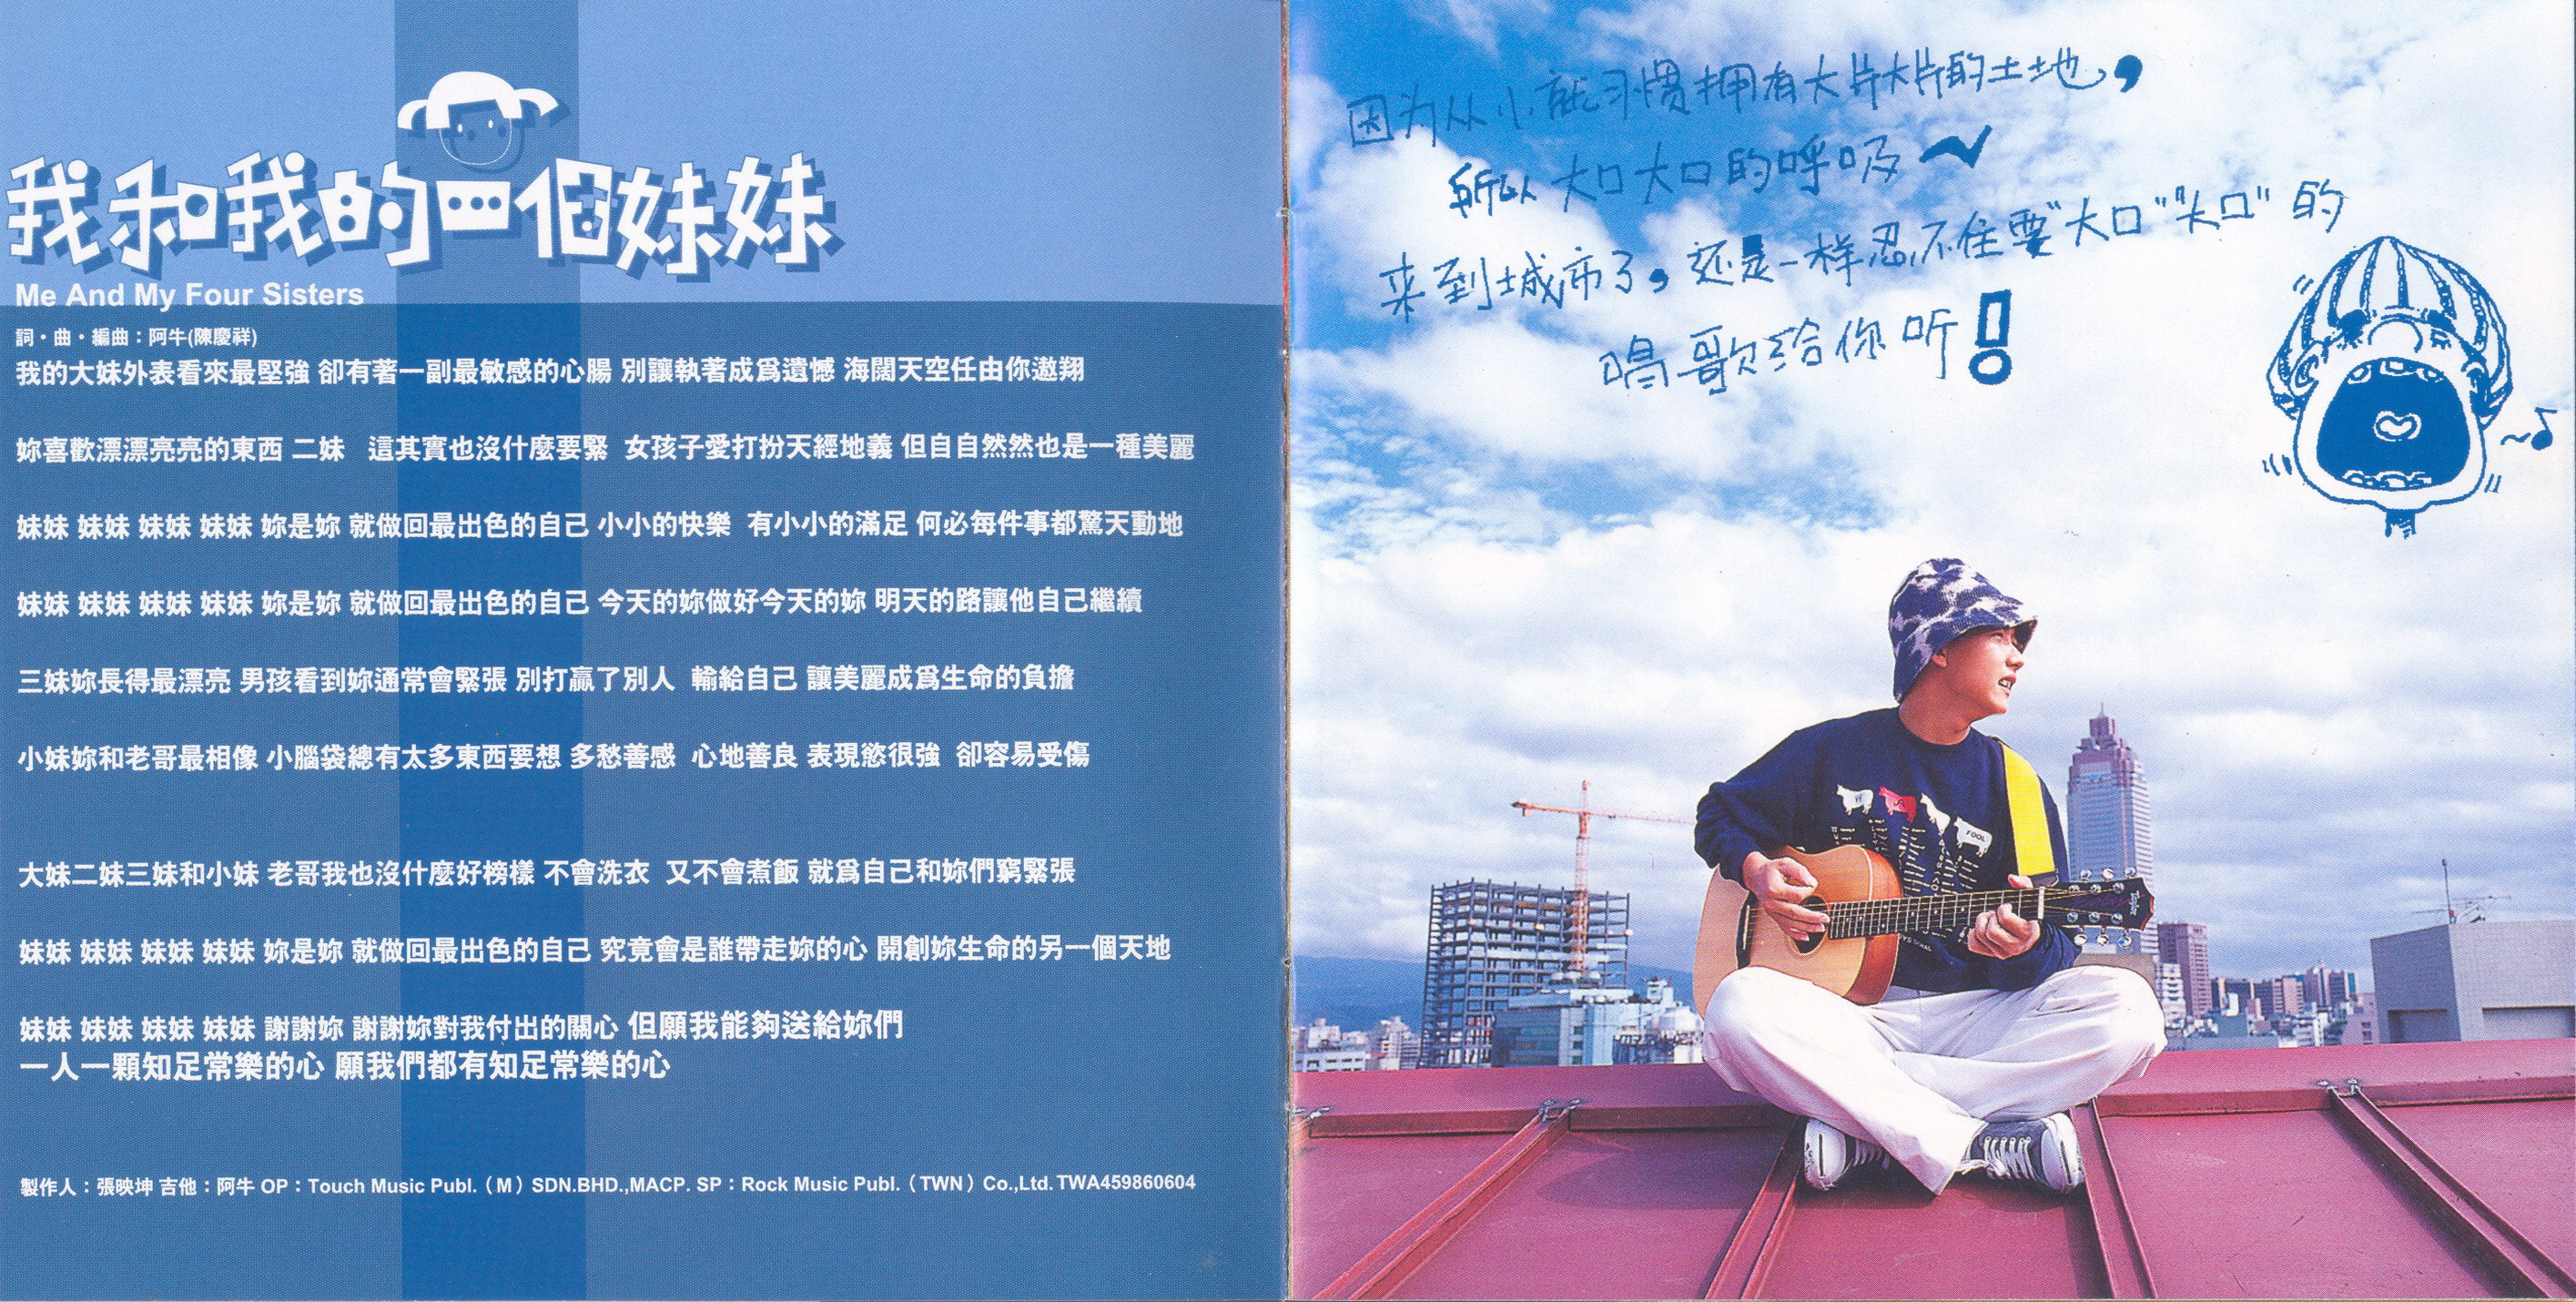 我和我的四個妹妹
Me And My Four Sisters
詞・曲・編曲：阿牛(陳慶祥)
我的大妹外表看來最堅強 卻有著一副最敏感的心腸 別讓執著成爲遺憾 海闊天空任由你遨翔
妳喜歡漂漂亮亮的東西 二妹 這其實也沒什麼要緊 女孩子愛打扮天經地義 但自自然然也是一種美麗
妹妹 妹妹 妹妹 妹妹 妳是妳 就做回最出色的自己 小小的快樂 有小小的滿足 何必每件事都驚天動地
妹妹 妹妹 妹妹 妹妹 妳是妳 就做回最出色的自己 今天的妳做好今天的妳 明天的路讓他自己繼續
三妹妳長得最漂亮 男孩看到妳通常會緊張 別打贏了別人 輸給自己 讓美麗成爲生命的負擔
小妹妳和老哥最相像 小腦袋總有太多東西要想 多愁善感 心地善良 表現慾很強 卻容易受傷
大妹二妹三妹和小妹 老哥我也沒什麼好榜樣 不會洗衣 又不會煮飯 就爲自己和妳們窮緊張
妹妹 妹妹 妹妹 妹妹 妳是妳 就做回最出色的自己 究竟會是誰帶走妳的心 開創妳生命的另一個天地
妹妹 妹妹 妹妹 妹妹 謝謝妳 謝謝妳對我付出的關心 但願我能夠送給妳們
一人一顆知足常樂的心 願我們都有知足常樂的心
製作人：張映坤 吉他：阿牛 OP：Touch Music Publ.（M）SDN.BHD.,MACP. SP：Rock Music Publ.（TWN）Co.,Ltd. TWA459860604
因为从小就习惯拥有大片大片的土地，
所以大口大口的呼吸～
来到城市了，还是一样忍不住要"大口""大口"的
唱歌给你听！
FOOL
Taylor